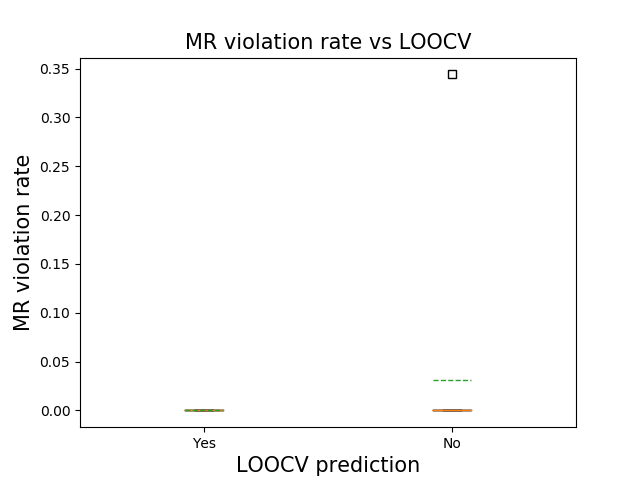 MR violation rate vs LOOCV
MR violation rate
0.35
0.30
0.25
0.20
0.15
0.10
0.05
0.00
Yes
No
LOOCV prediction